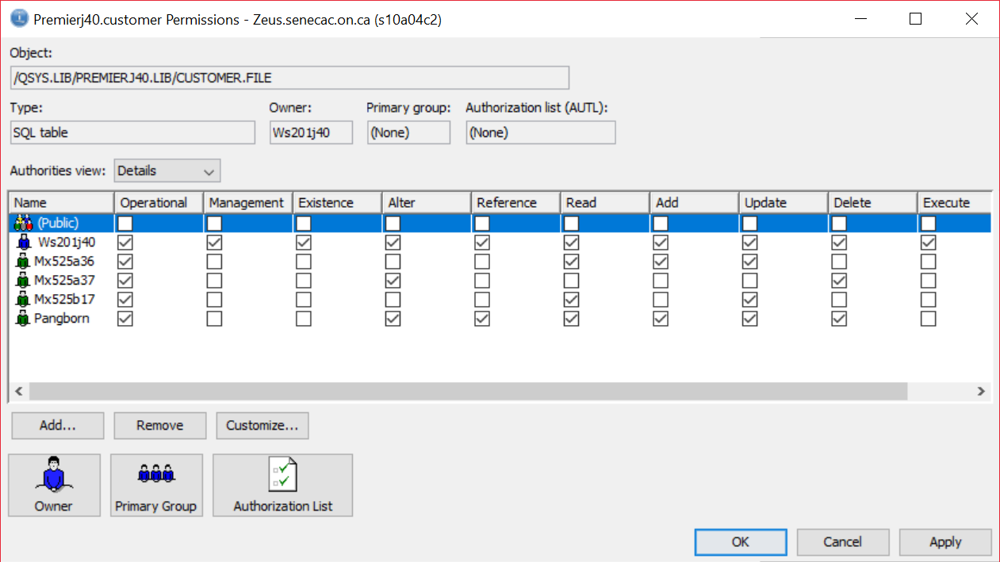 Premierj40.customer Permissions - Zeus.senecac.on.ca (s10a04c2)
Object:
/QSYS.LIB/PREMIERJ40.LIB/CUSTOMER.FILE
Type: Owner: Primary group: Authorization list (AUTL):
SQL table Ws201j40 (None) (None)
Authorities view: Details
Name Operational Management Existence Alter Reference Read Add Update Delete Execute
(Public)
Ws201j40
Mx525a36
Mx525a37
Mx525b17
Pangborn
Add... Remove Customize...
Owner Primary Group Authorization List
OK Cancel Apply